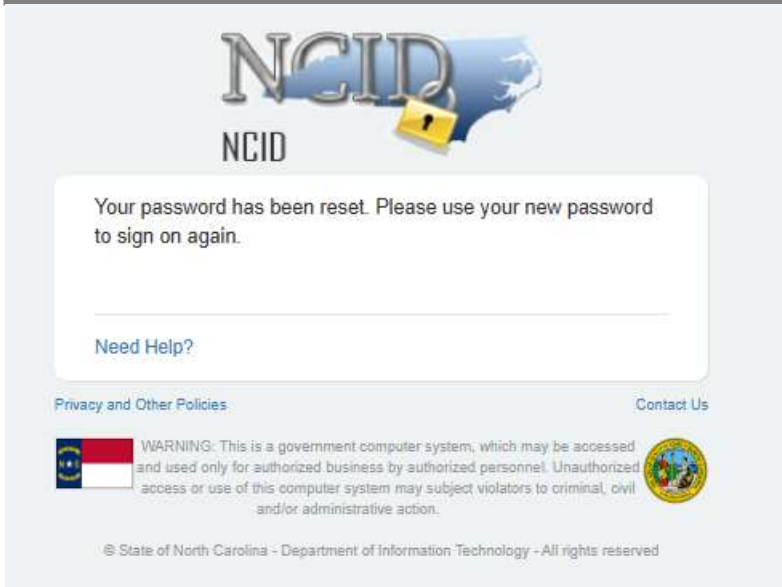 NCID
NCID
Your password has been reset. Please use your new password
to sign on again.
Need Help?
Privacy and Other Policies
Contact Us
WARNING: This is a government computer system, which may be accessed
and used only for authorized business by authorized personnel. Unauthorized
access or use of this computer system may subject violators to criminal, civil
and/or administrative action.
© State of North Carolina - Department of Information Technology - All rights reserved